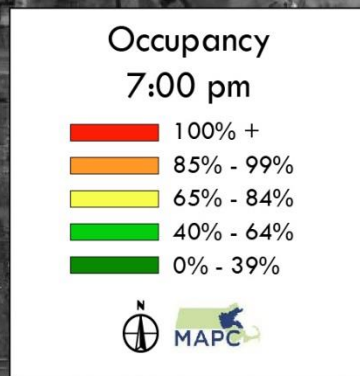 Occupancy
7:00 pm
100% +
85% - 99%
65% - 84%
40% - 64%
0% - 39%
N
MAPC